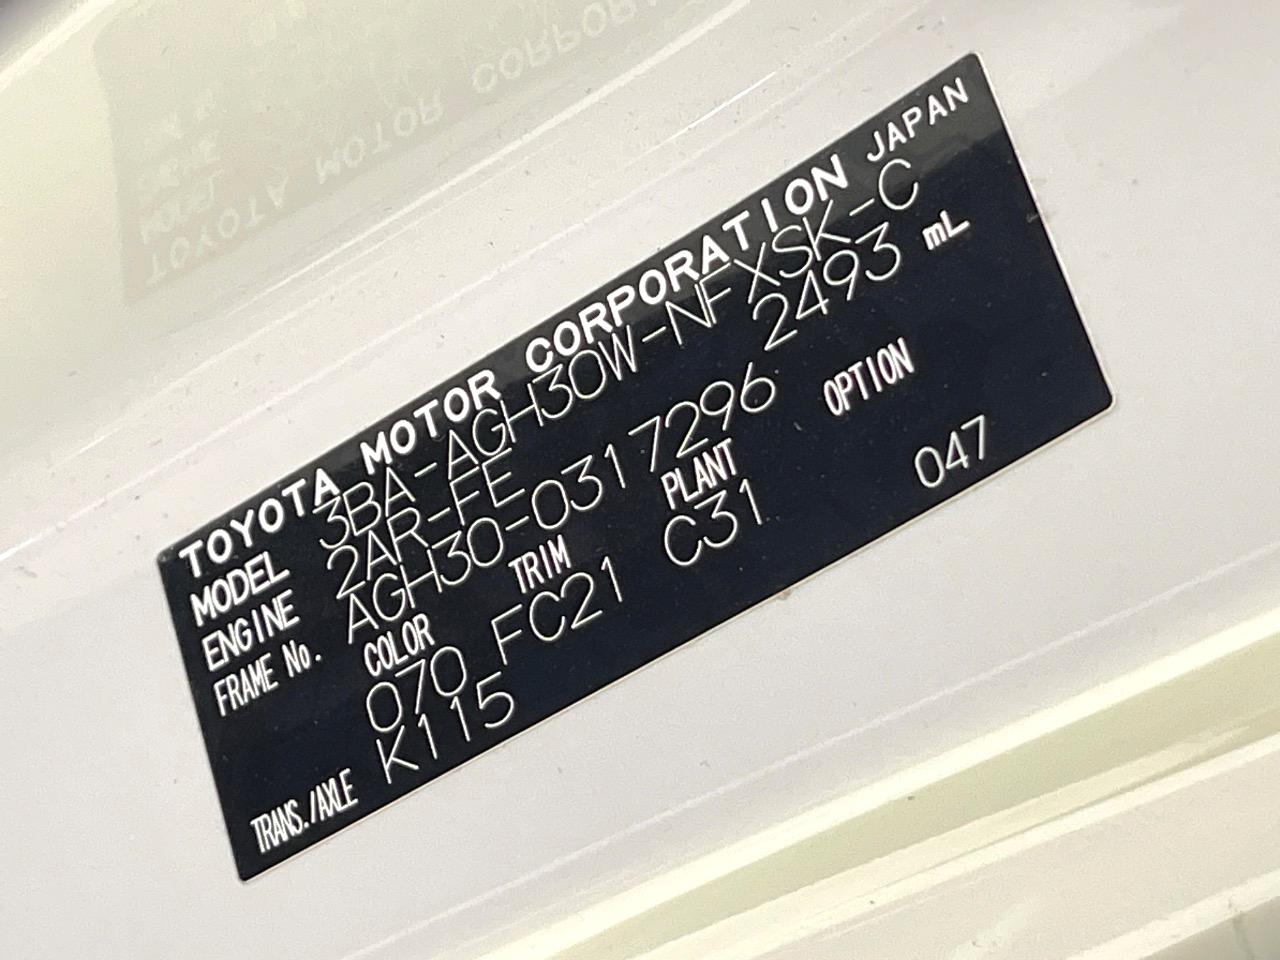 TOYOTA MOTOR CORPORATION JAPAN
MODEL 3BA-AGH30W-NFXSK-C
ENGINE 2AR-FE 2493 mL
FRAME No. AGH30-0317296
COLOR TRIM PLANT OPTION
070 FC21 C31 047
TRANS./AXLE K115